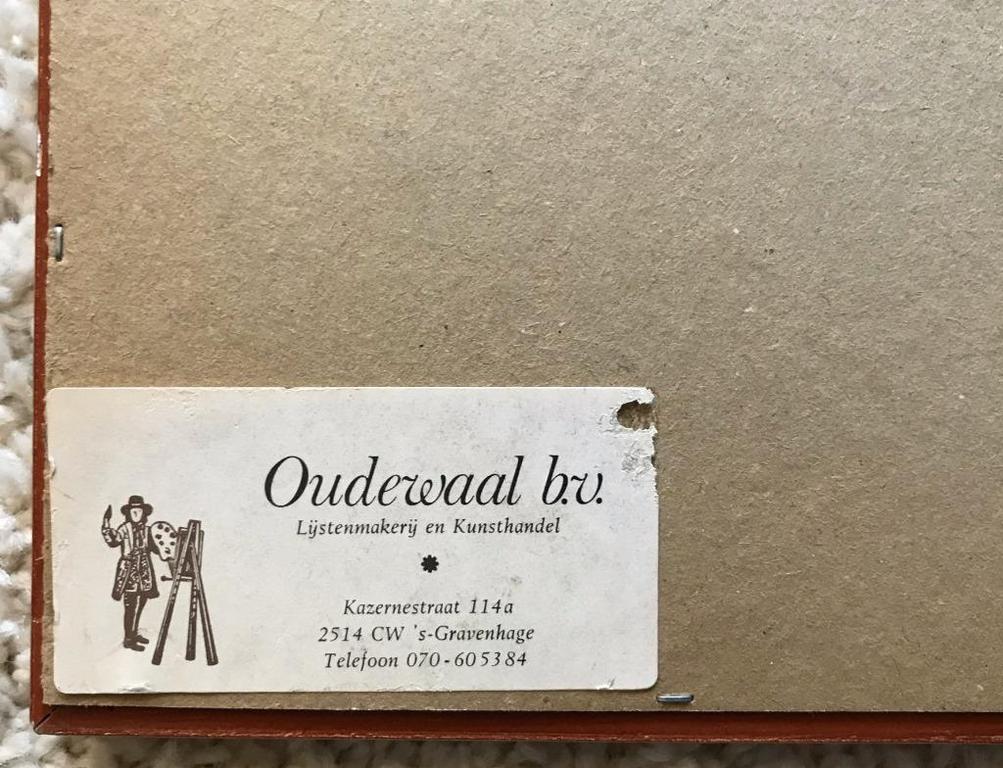 Oudewaal b.v.
Lijstenmakerij en Kunsthandel
Kazernestraat 114a
2514 CW 's-Gravenhage
Telefoon 070-605384